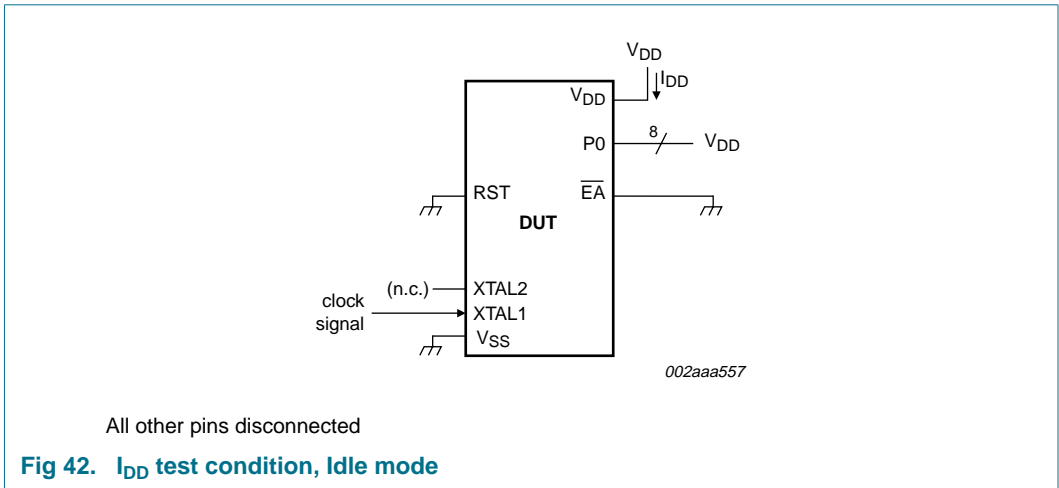 VDD
IDD
VDD
P0
8
VDD
RST
EA
DUT
(n.c.)
XTAL2
clock
signal
XTAL1
VSS
002aaa557
All other pins disconnected
Fig 42. IDD test condition, Idle mode